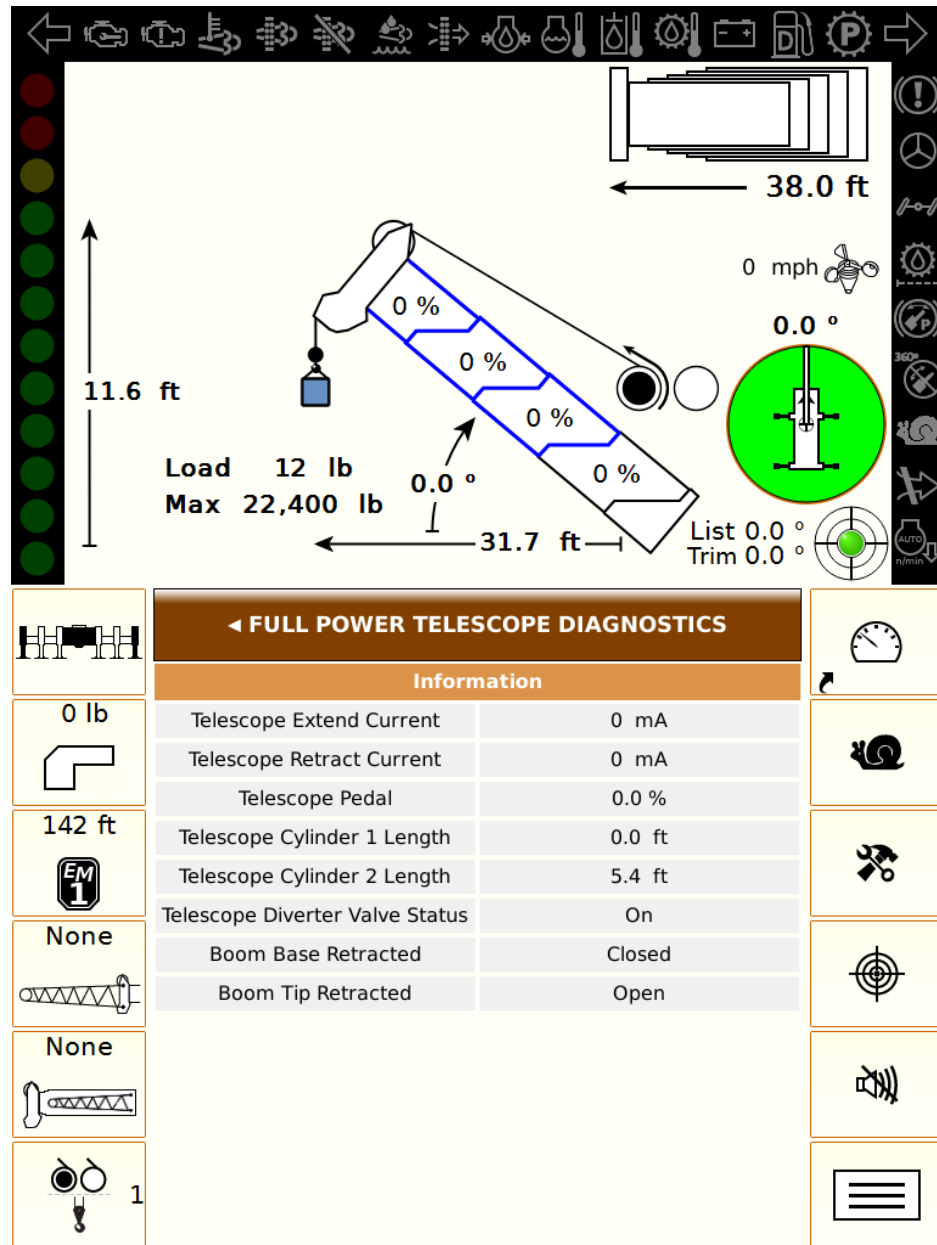 D
P
38.0 ft
0 mph
0.0 °
P
360°
0 %
0 %
0 %
0 %
11.6 ft
Load 12 lb
Max 22,400 lb
0.0 °
31.7 ft
List 0.0 °
Trim 0.0 °
AUTO
n/min
◄ FULL POWER TELESCOPE DIAGNOSTICS
Information
0 lb
Telescope Extend Current 0 mA
Telescope Retract Current 0 mA
Telescope Pedal 0.0 %
142 ft
EM
1
Telescope Cylinder 1 Length 0.0 ft
Telescope Cylinder 2 Length 5.4 ft
Telescope Diverter Valve Status On
None
Boom Base Retracted Closed
Boom Tip Retracted Open
None
1